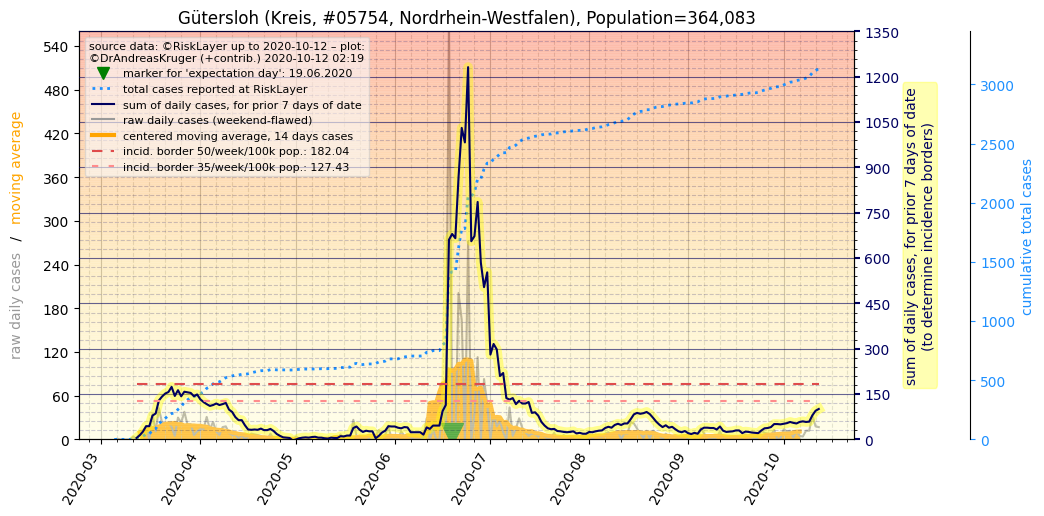 Gütersloh (Kreis, #05754, Nordrhein-Westfalen), Population=364,083
source data: ©RiskLayer up to 2020-10-12 – plot:
©DrAndreasKruger (+contrib.) 2020-10-12 02:19
marker for 'expectation day': 19.06.2020
total cases reported at RiskLayer
sum of daily cases, for prior 7 days of date
raw daily cases (weekend-flawed)
centered moving average, 14 days cases
incid. border 50/week/100k pop.: 182.04
incid. border 35/week/100k pop.: 127.43
raw daily cases / moving average
540
480
420
360
300
240
180
120
60
0
1350
1200
1050
900
750
600
450
300
150
0
sum of daily cases, for prior 7 days of date
(to determine incidence borders)
3000
2500
2000
1500
1000
500
0
cumulative total cases
2020-03
2020-04
2020-05
2020-06
2020-07
2020-08
2020-09
2020-10